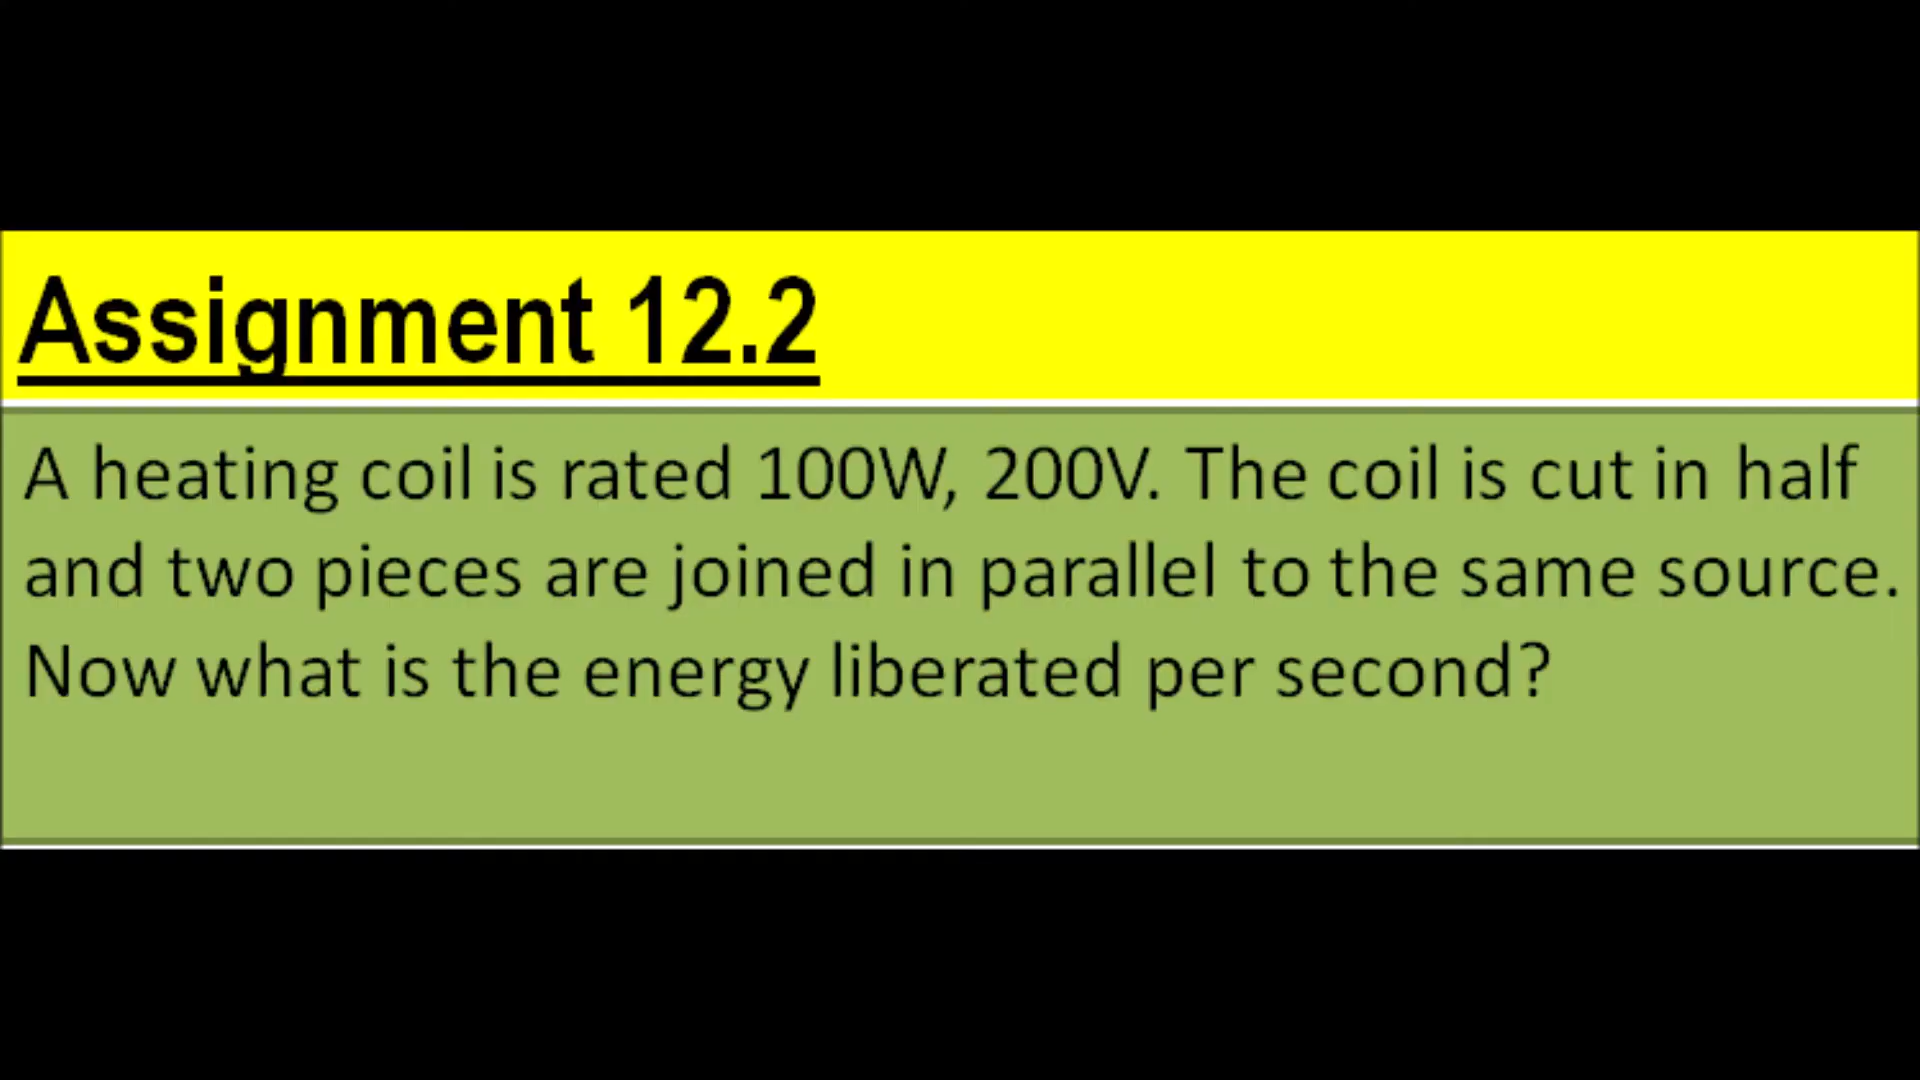 Assignment 12.2
A heating coil is rated 100W, 200V. The coil is cut in half
and two pieces are joined in parallel to the same source.
Now what is the energy liberated per second?